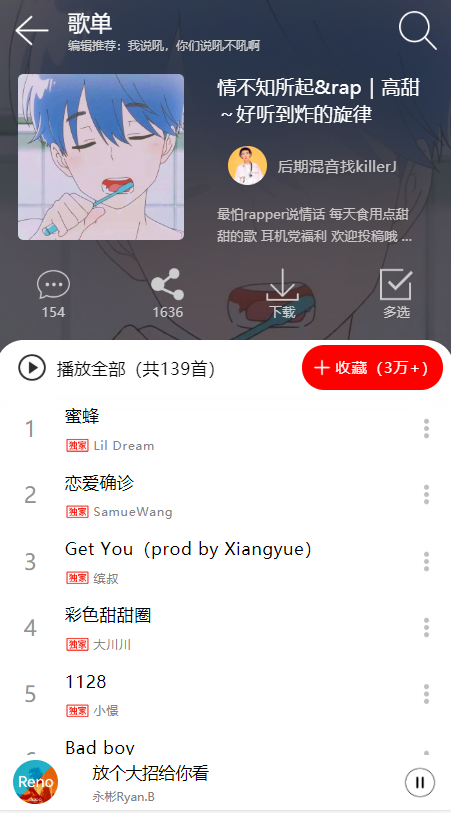 歌单
编辑推荐：我说吼，你们说吼不吼啊
情不知所起&rap｜高甜
～好听到炸的旋律
后期混音找killerJ
最怕rapper说情话 每天食用点甜
甜的歌 耳机党福利 欢迎投稿哦 ...
154
1636
下载
多选
播放全部（共139首）
＋收藏（3万+）
1
蜜蜂
独家 Lil Dream
2
恋爱确诊
独家 SamueWang
3
Get You（prod by Xiangyue）
独家 缤叔
4
彩色甜甜圈
独家 大川川
5
1128
独家 小憬
6
Bad boy
Reno
放个大招给你看
永彬Ryan.B